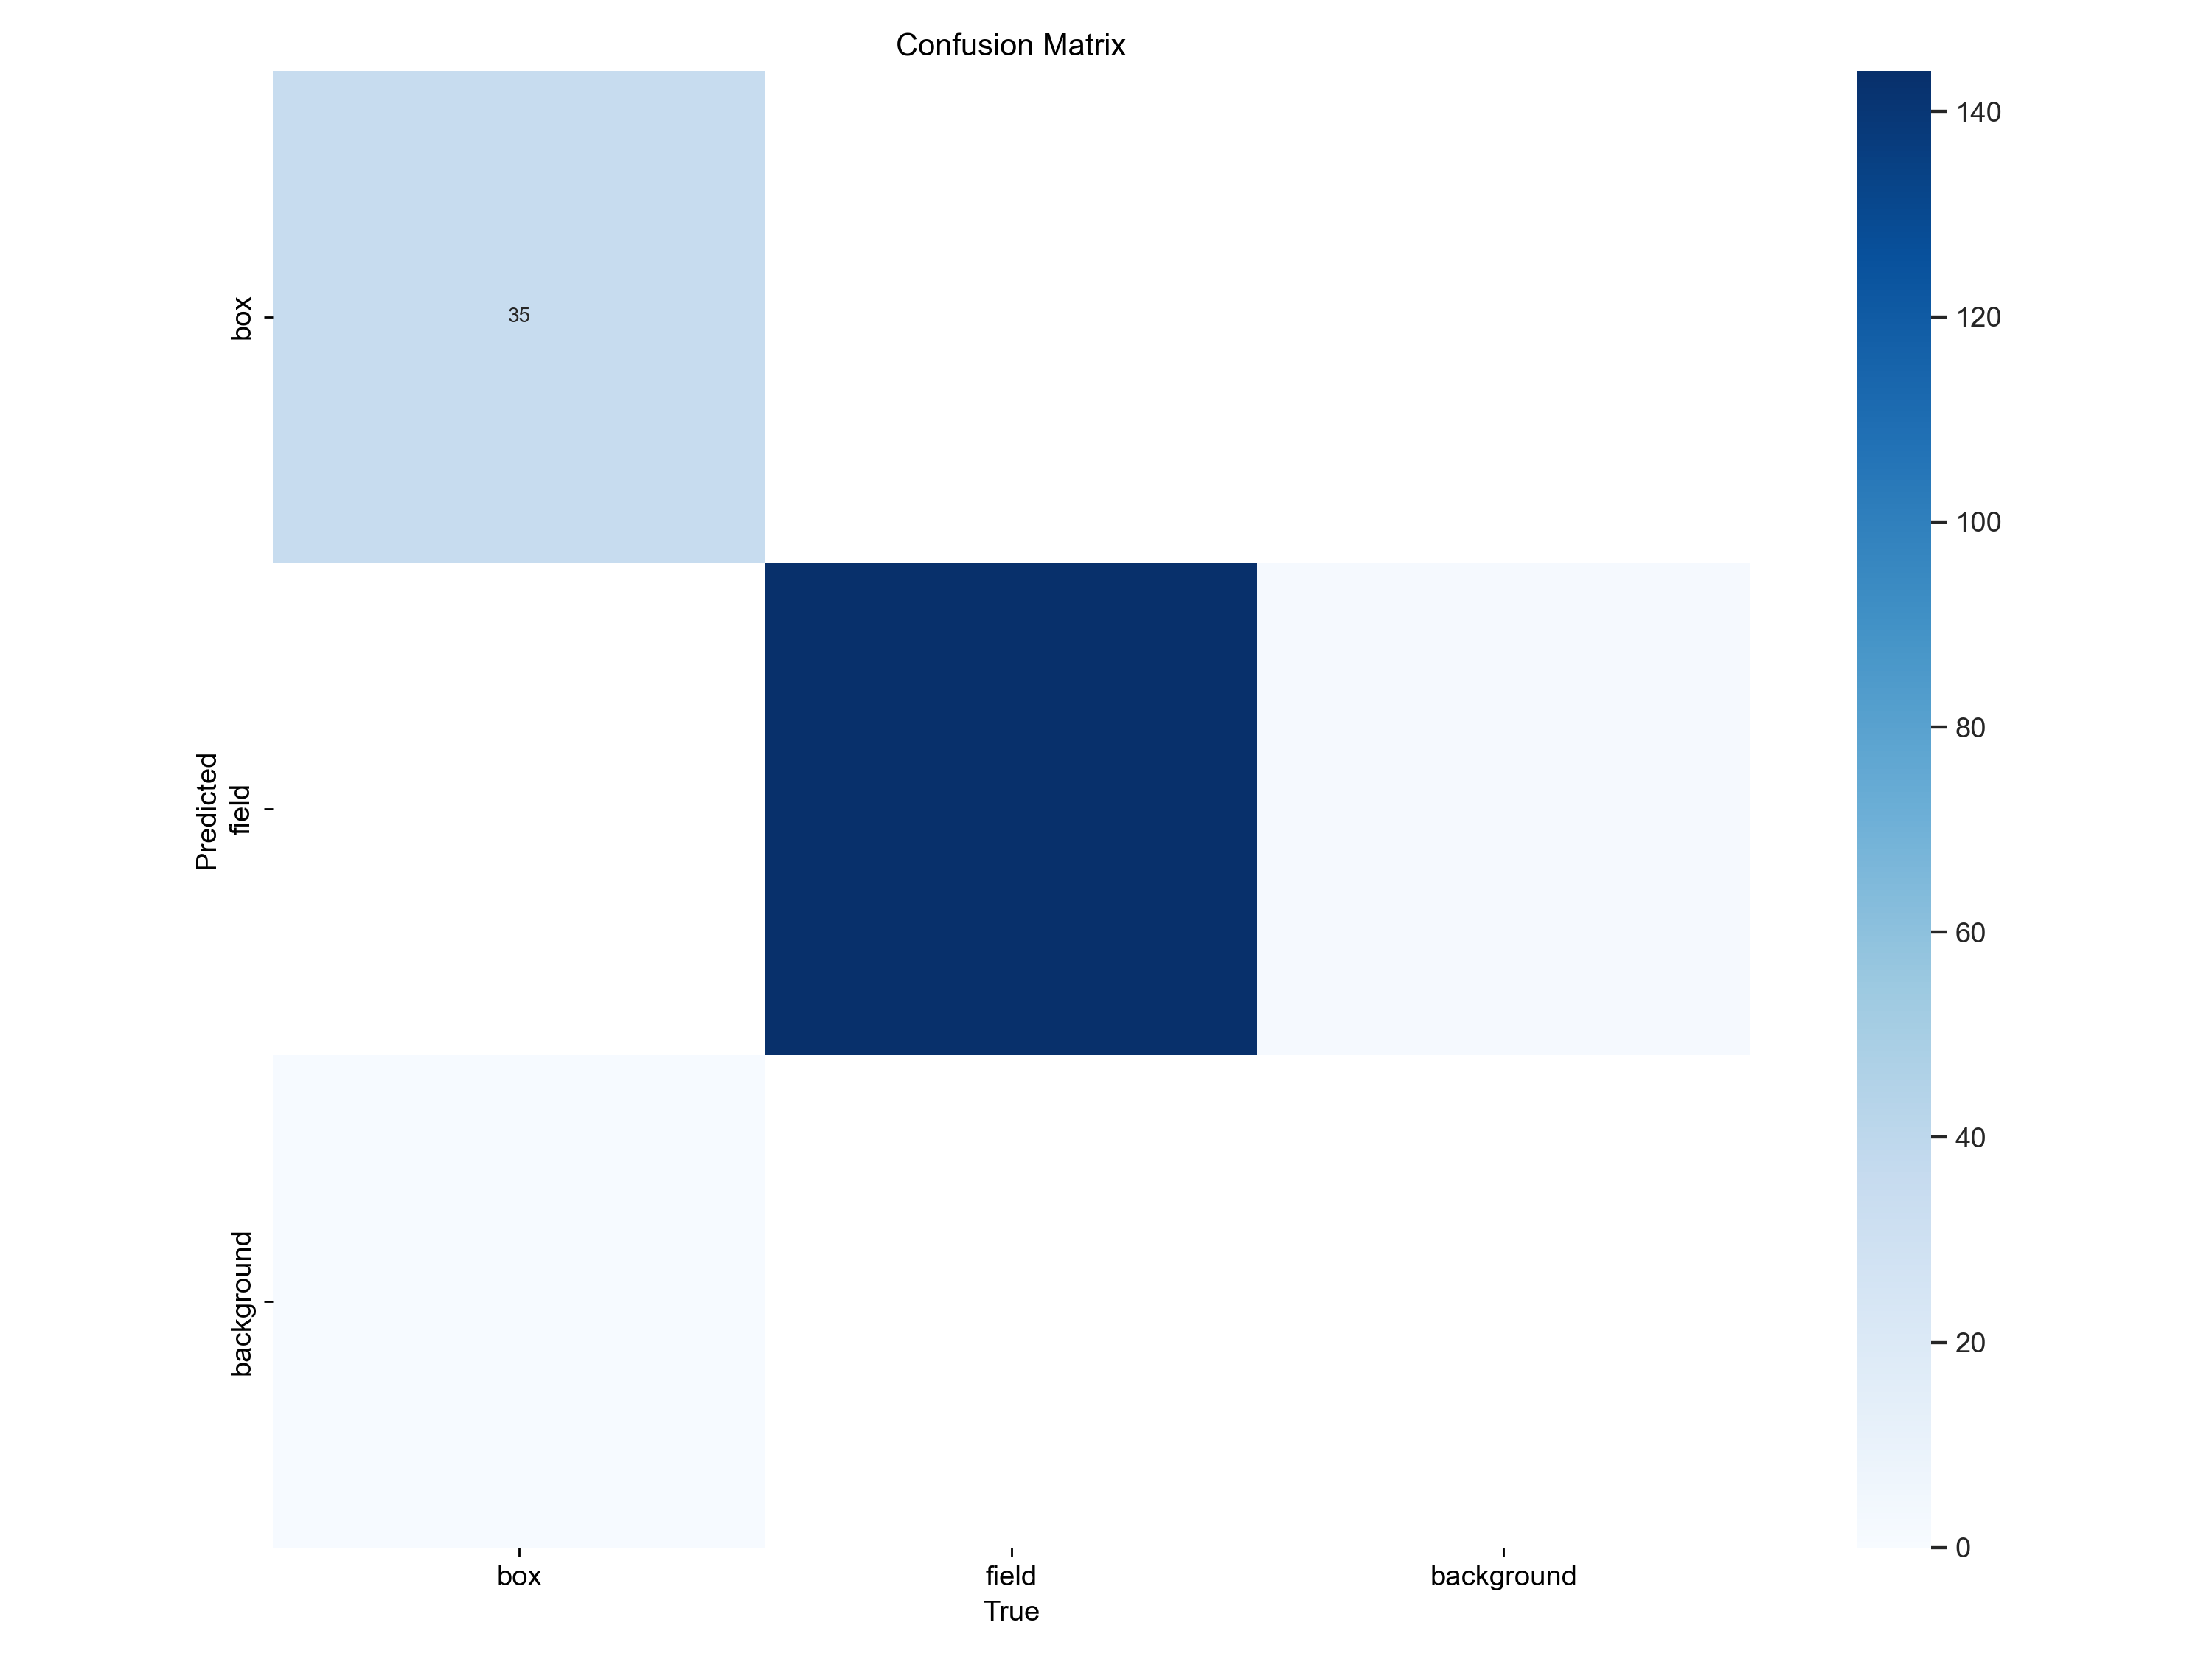 Confusion Matrix
35
box
field
background
Predicted
box
field
background
True
140
120
100
80
60
40
20
0